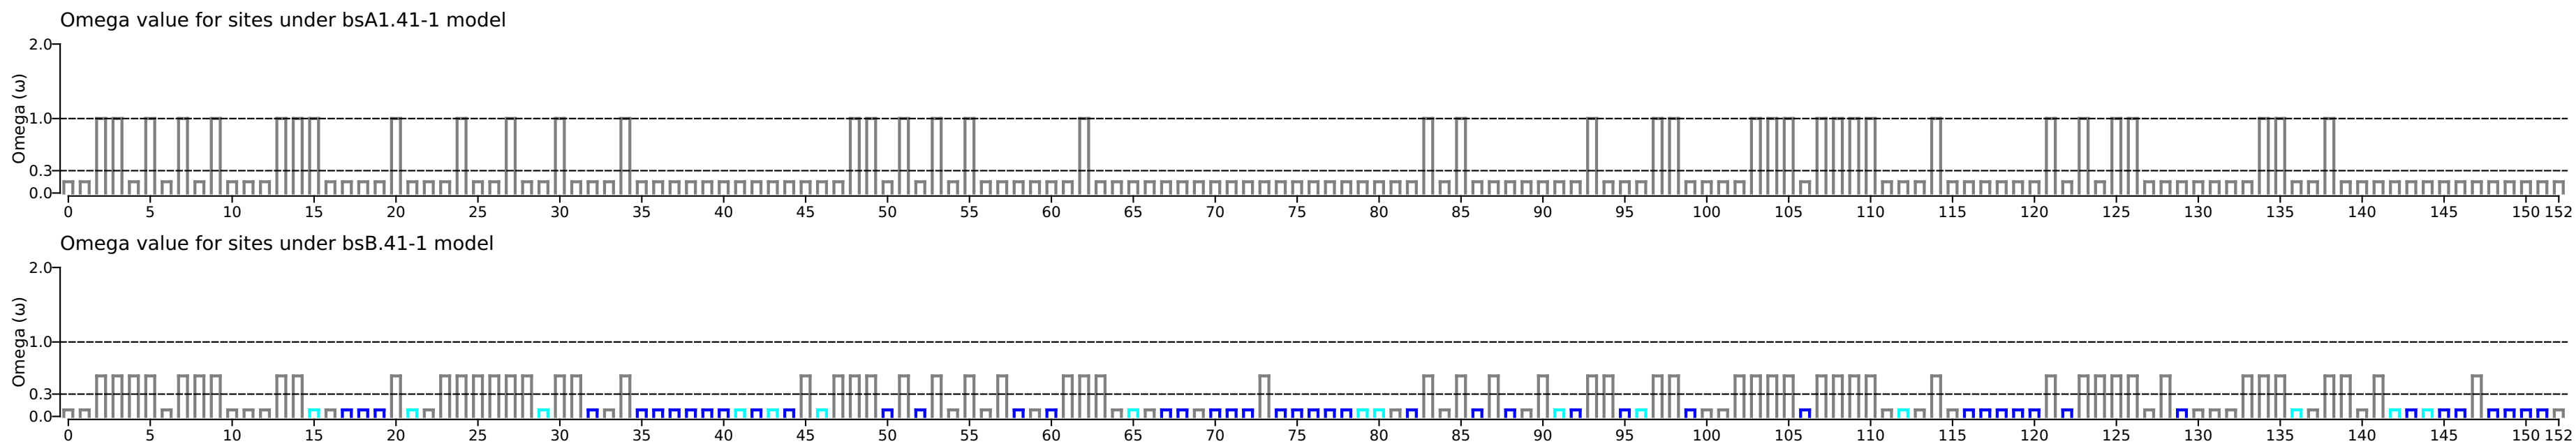 Omega value for sites under bsA1.41-1 model
2.0
1.0
0.3
0.0
Omega (ω)
0 5 10 15 20 25 30 35 40 45 50 55 60 65 70 75 80 85 90 95 100 105 110 115 120 125 130 135 140 145 150 152
Omega value for sites under bsB.41-1 model
2.0
1.0
0.3
0.0
Omega (ω)
0 5 10 15 20 25 30 35 40 45 50 55 60 65 70 75 80 85 90 95 100 105 110 115 120 125 130 135 140 145 150 152